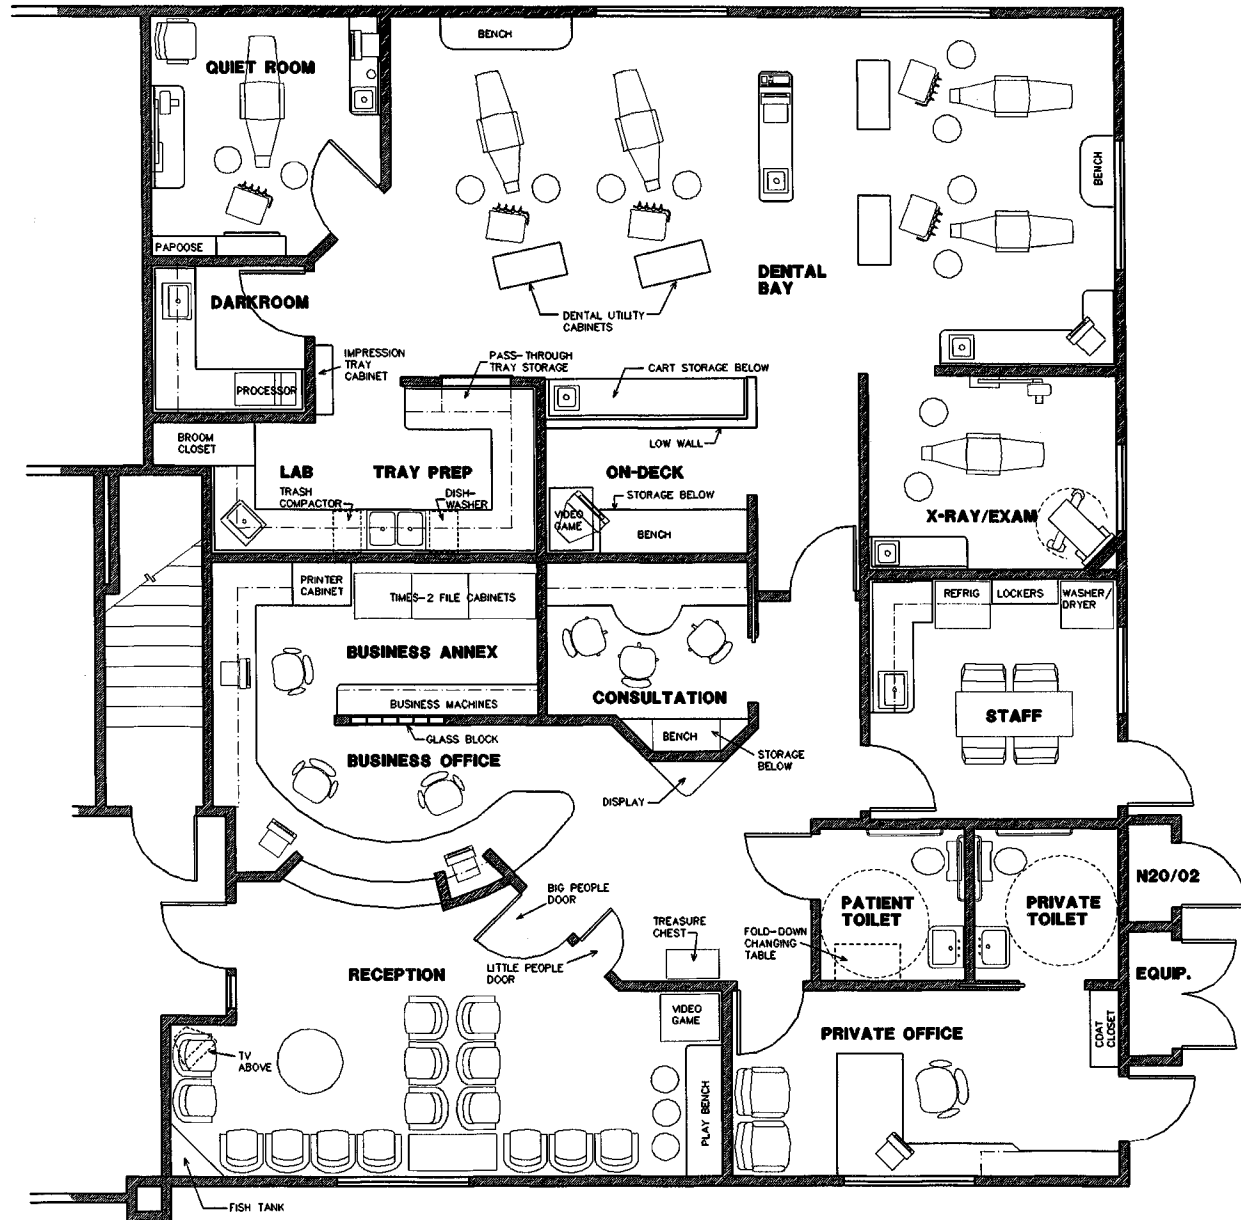 BENCH
QUIET ROOM
BENCH
PAPOOSE
DENTAL
BAY
DARKROOM
DENTAL UTILITY
CABINETS
IMPRESSION
TRAY
CABINET
PASS-THROUGH
TRAY STORAGE
CART STORAGE BELOW
PROCESSOR
BROOM
CLOSET
LOW WALL
LAB
TRAY PREP
ON-DECK
TRASH
COMPACTOR
DISH-
WASHER
STORAGE BELOW
VIDEO
GAME
BENCH
X-RAY/EXAM
PRINTER
CABINET
TIMES-2 FILE CABINETS
REFRIG
LOCKERS
WASHER/
DRYER
BUSINESS ANNEX
CONSULTATION
BUSINESS MACHINES
STAFF
GLASS BLOCK
BENCH
BUSINESS OFFICE
STORAGE
BELOW
DISPLAY
BIG PEOPLE
DOOR
N20/02
PATIENT
TOILET
PRIVATE
TOILET
TREASURE
CHEST
FOLD-DOWN
CHANGING
TABLE
RECEPTION
LITTLE PEOPLE
DOOR
EQUIP.
VIDEO
GAME
PRIVATE OFFICE
COAT
CLOSET
TV
ABOVE
PLAY BENCH
FISH TANK